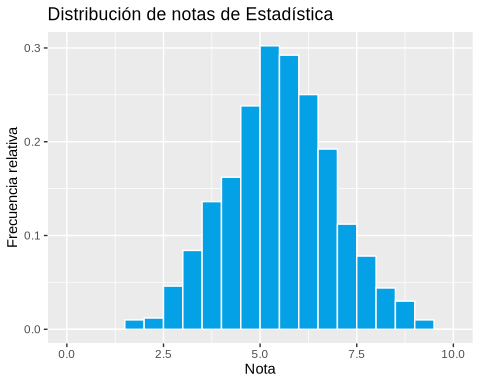 Distribución de notas de Estadística
Frecuencia relativa
0.3
0.2
0.1
0.0
0.0 2.5 5.0 7.5 10.0
Nota